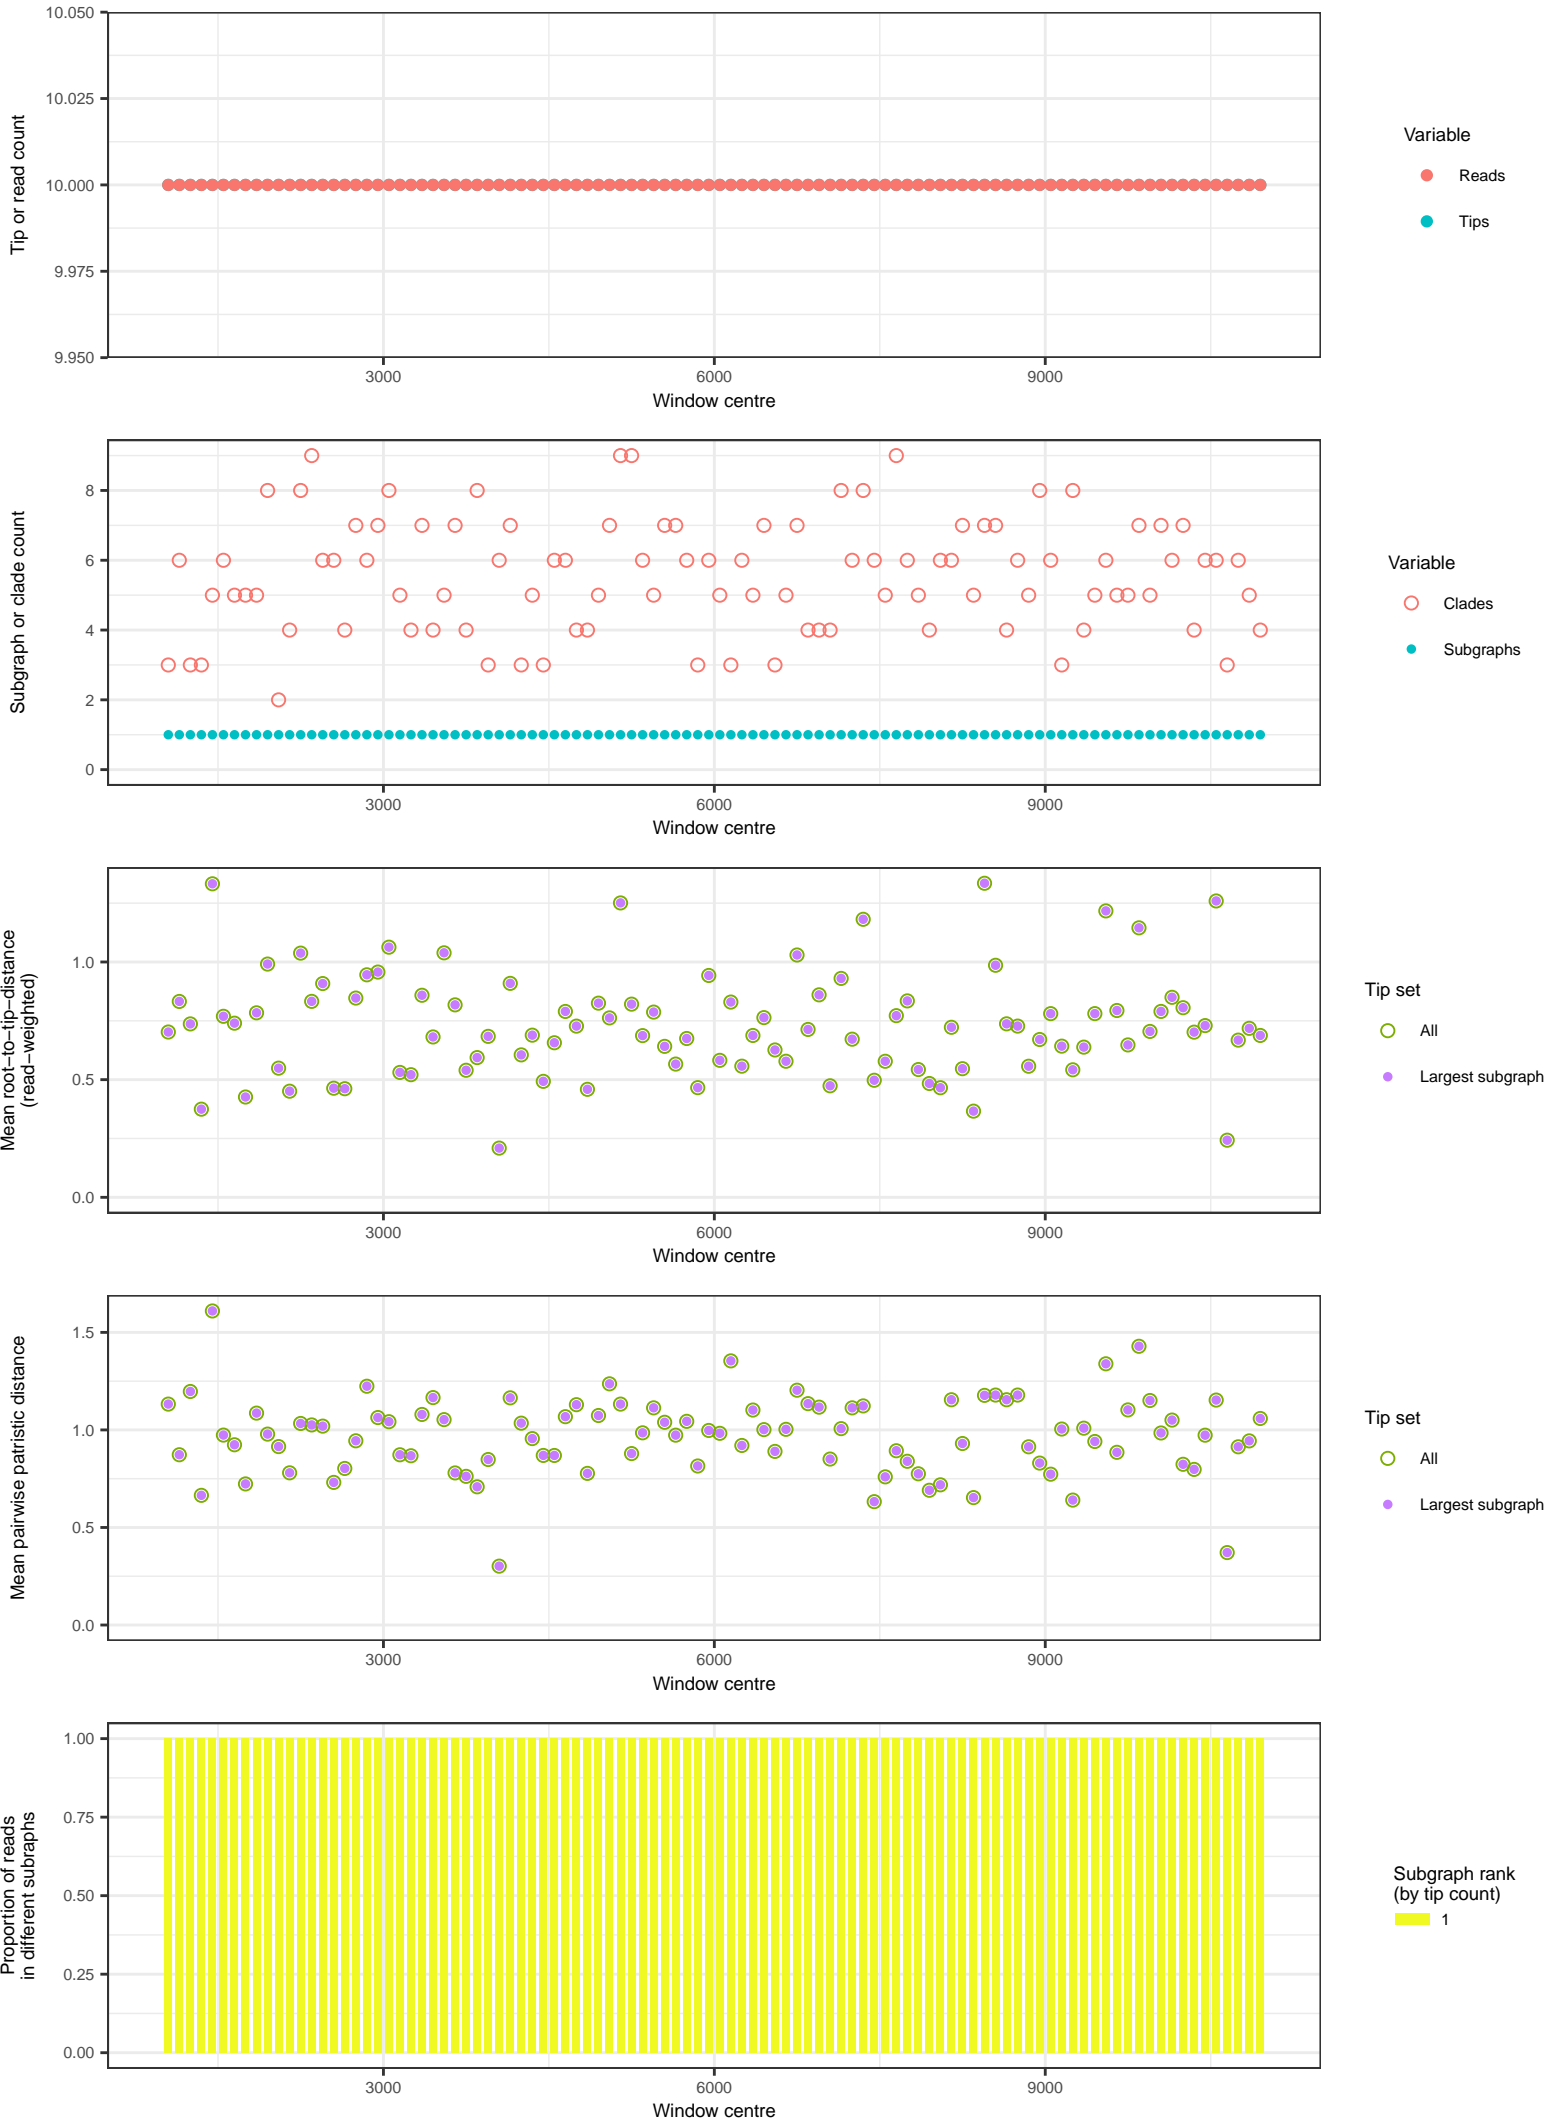 10.050
10.025
10.000
9.975
9.950
Tip or read count
3000 6000 9000
Window centre
Variable
Reads
Tips
8
6
4
2
0
Subgraph or clade count
3000 6000 9000
Window centre
Variable
Clades
Subgraphs
1.0
0.5
0.0
Mean root−to−tip−distance
(read−weighted)
3000 6000 9000
Window centre
Tip set
All
Largest subgraph
1.5
1.0
0.5
0.0
Mean pairwise patristic distance
3000 6000 9000
Window centre
Tip set
All
Largest subgraph
1.00
0.75
0.50
0.25
0.00
Proportion of reads
in different subraphs
3000 6000 9000
Window centre
Subgraph rank
(by tip count)
1